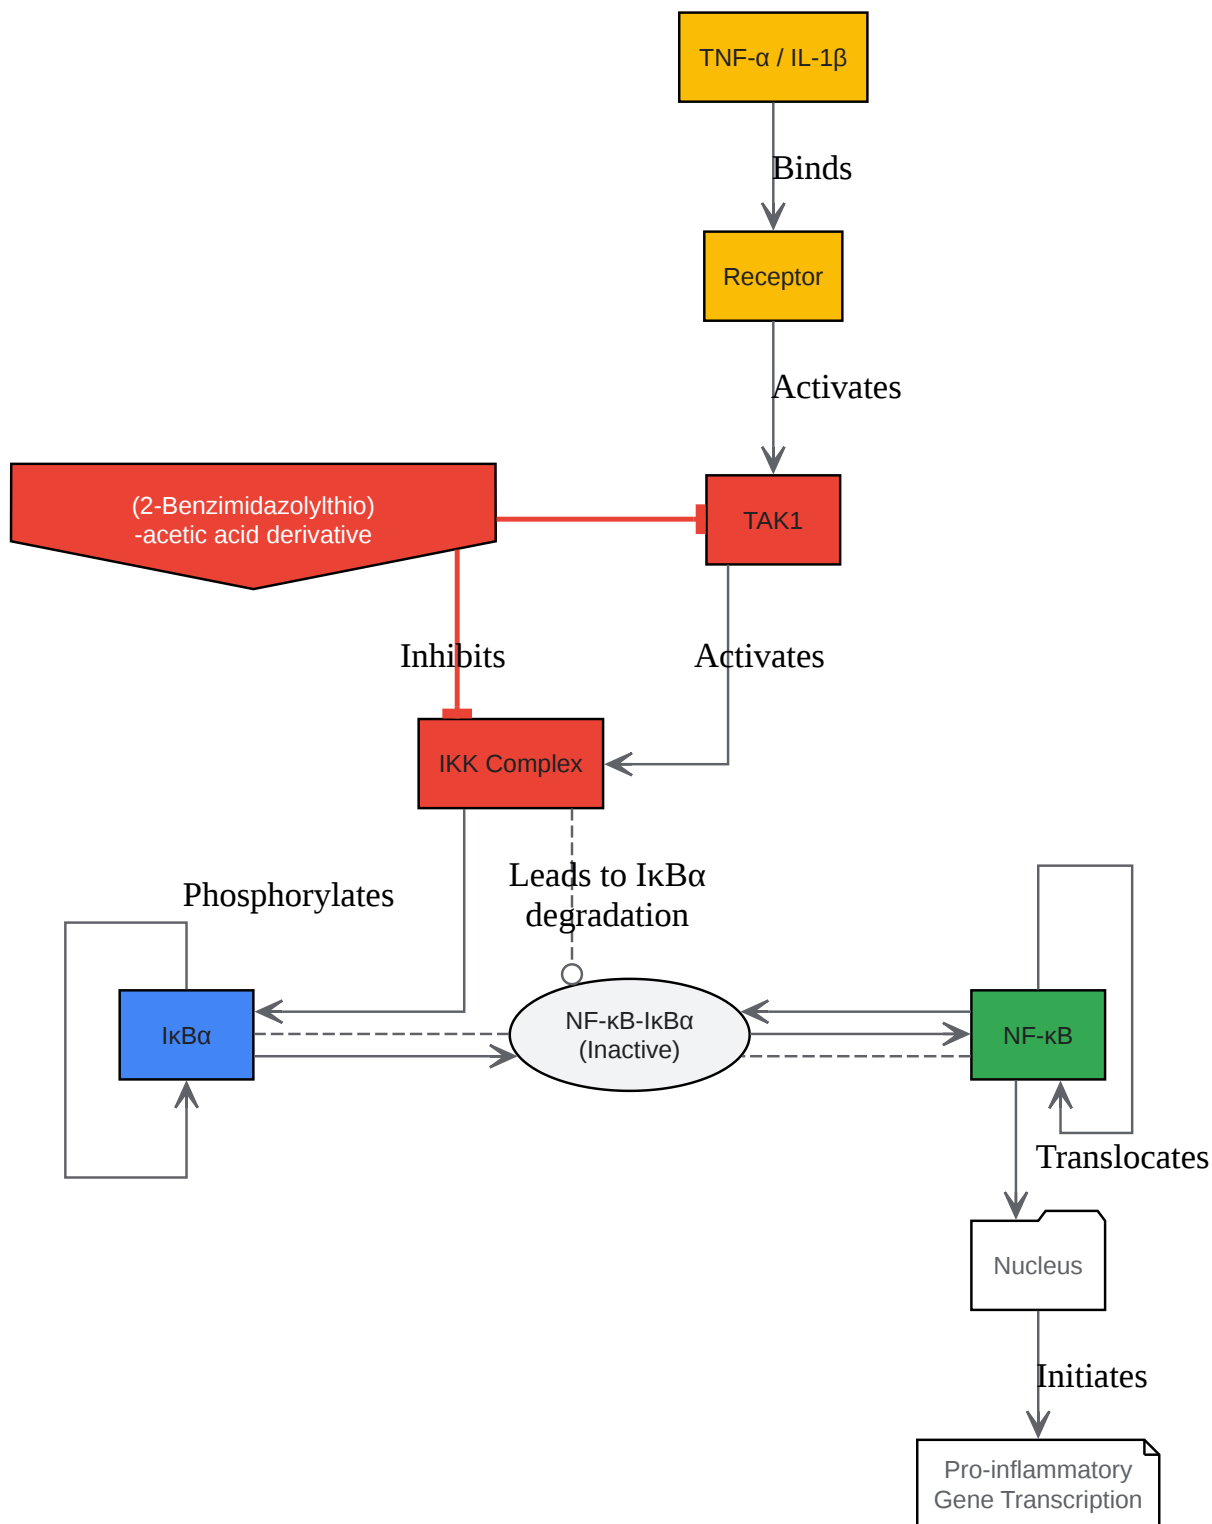 TNF-α / IL-1β
Binds
Receptor
Activates
(2-Benzimidazolylthio)
-acetic acid derivative
TAK1
Inhibits
Activates
IKK Complex
Phosphorylates
Leads to IκBα
degradation
IκBα
NF-κB-IκBα
(Inactive)
NF-κB
Translocates
Nucleus
Initiates
Pro-inflammatory
Gene Transcription